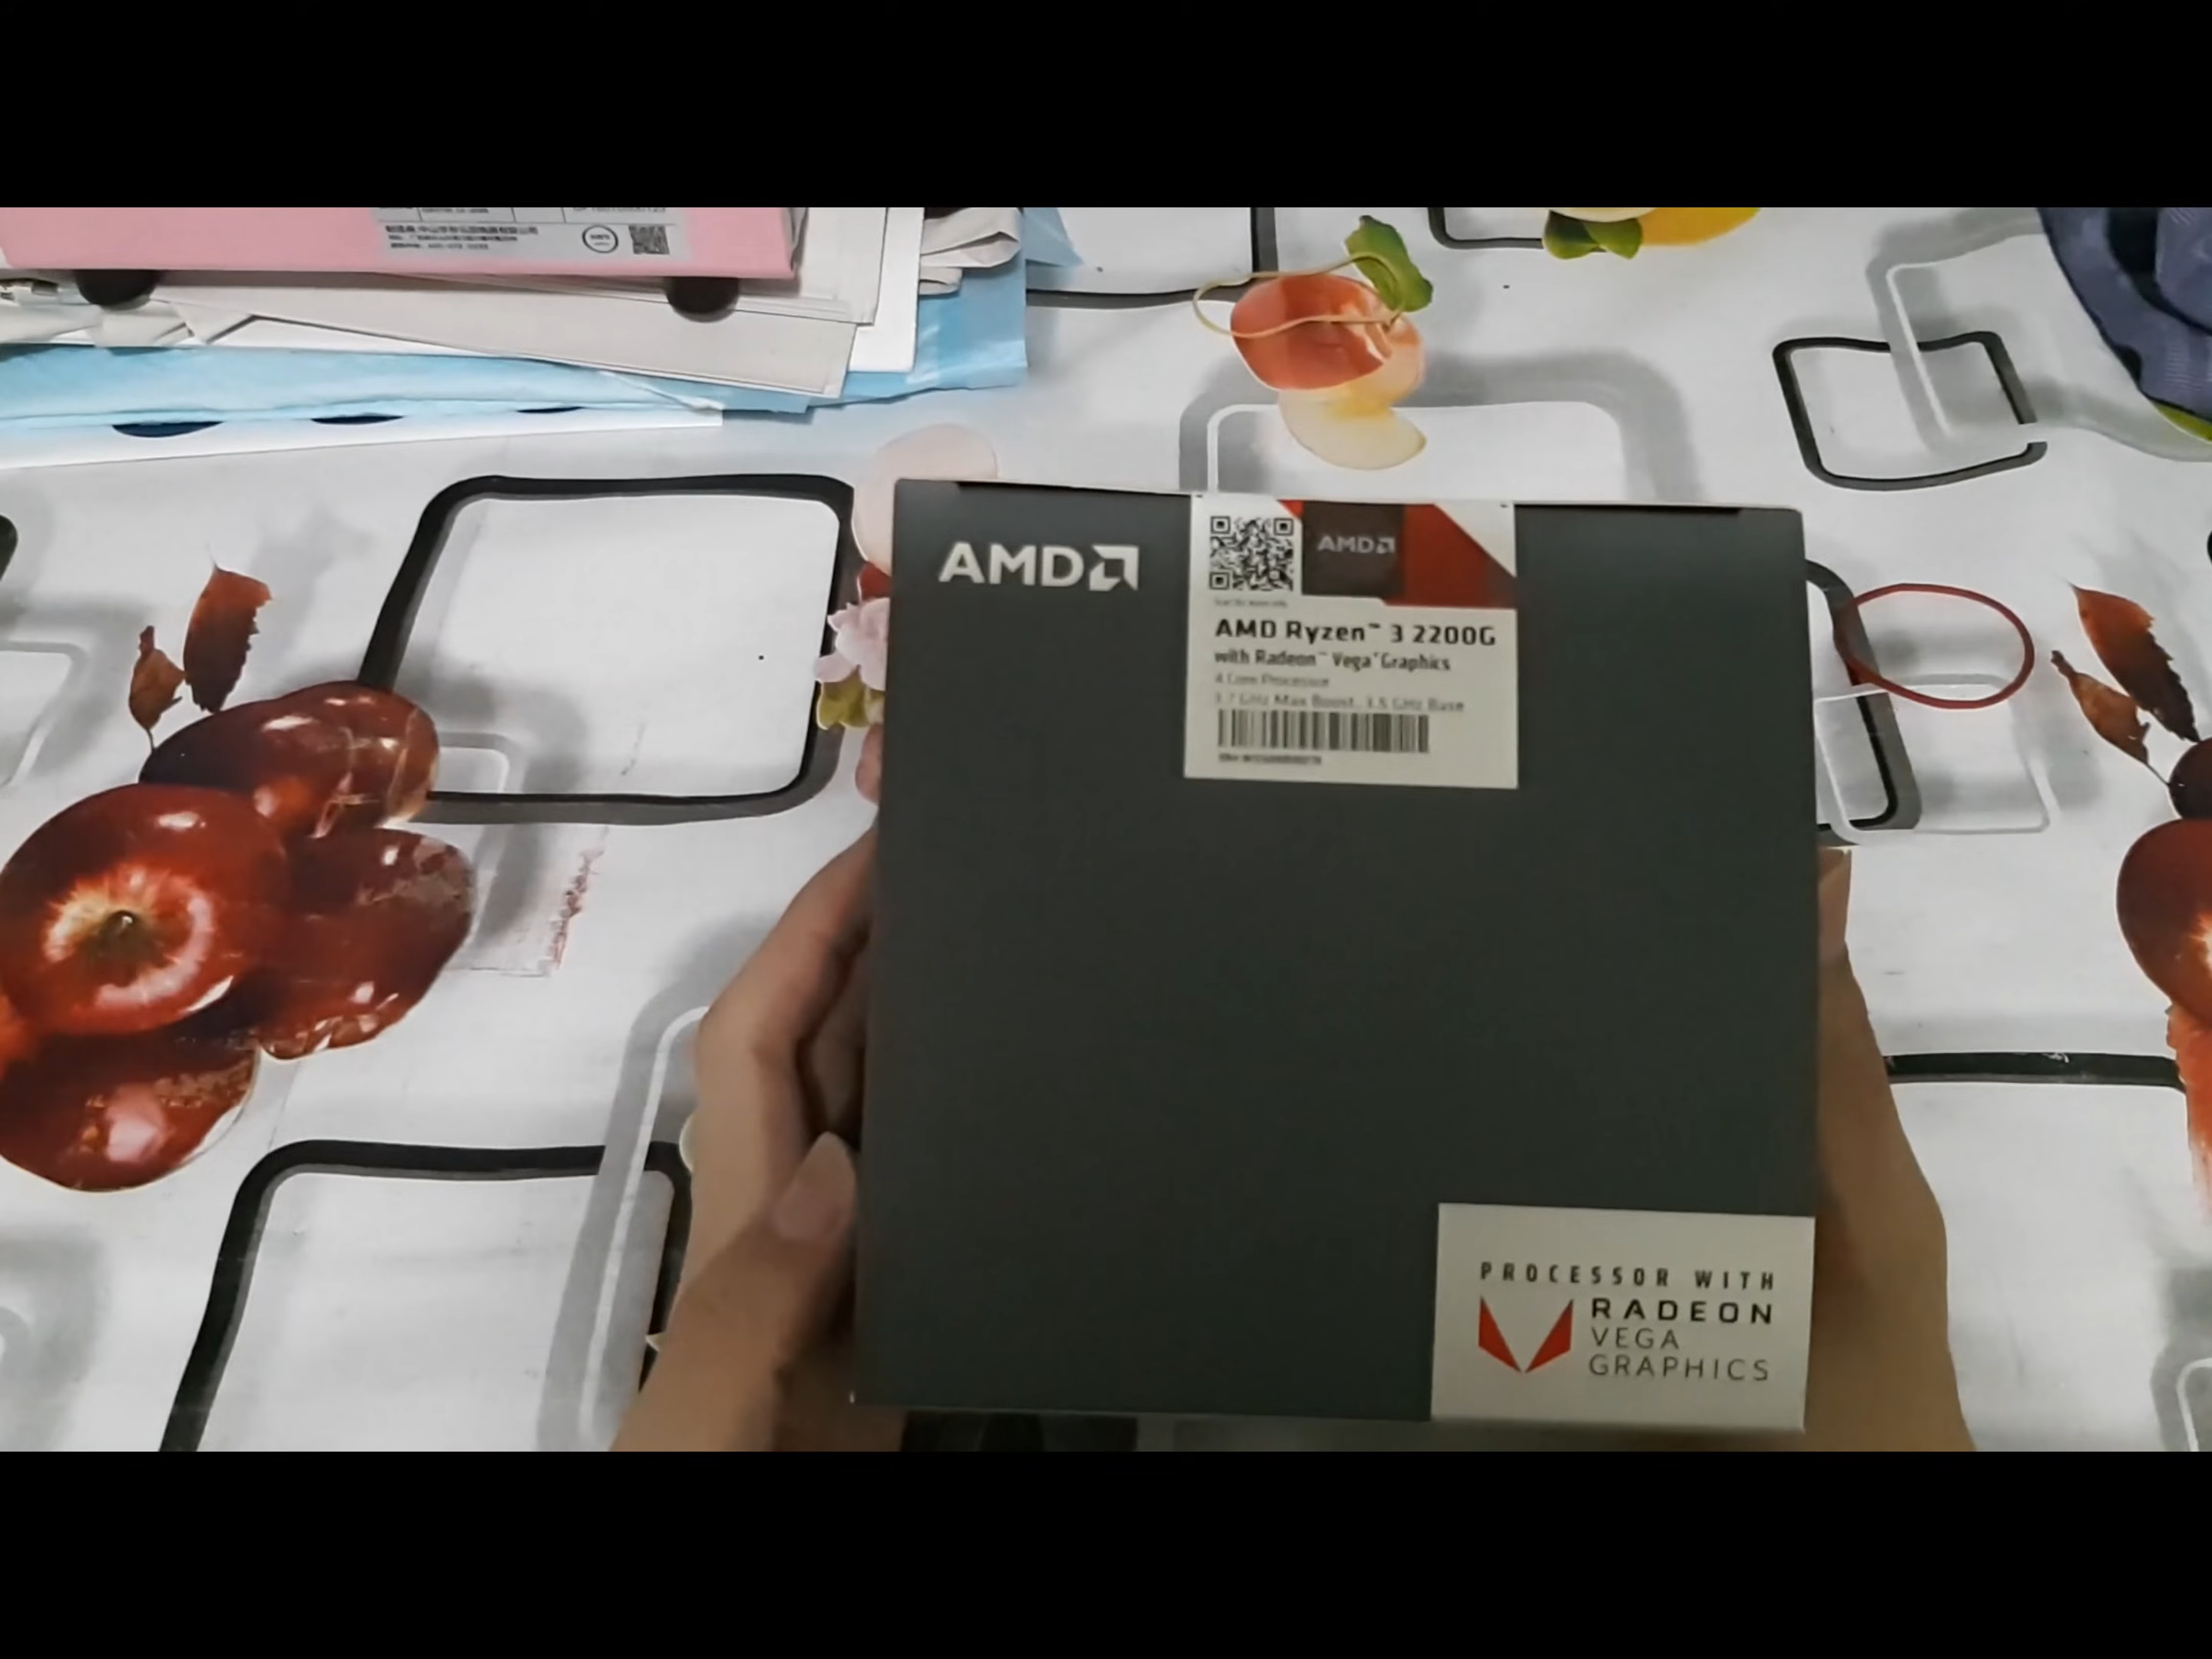 AMD
AMD
AMD Ryzen™ 3 2200G
with Radeon™ Vega Graphics
4 Core Processor
3.7 GHz Max Boost, 3.5 GHz Base
PROCESSOR WITH
RADEON
VEGA
GRAPHICS